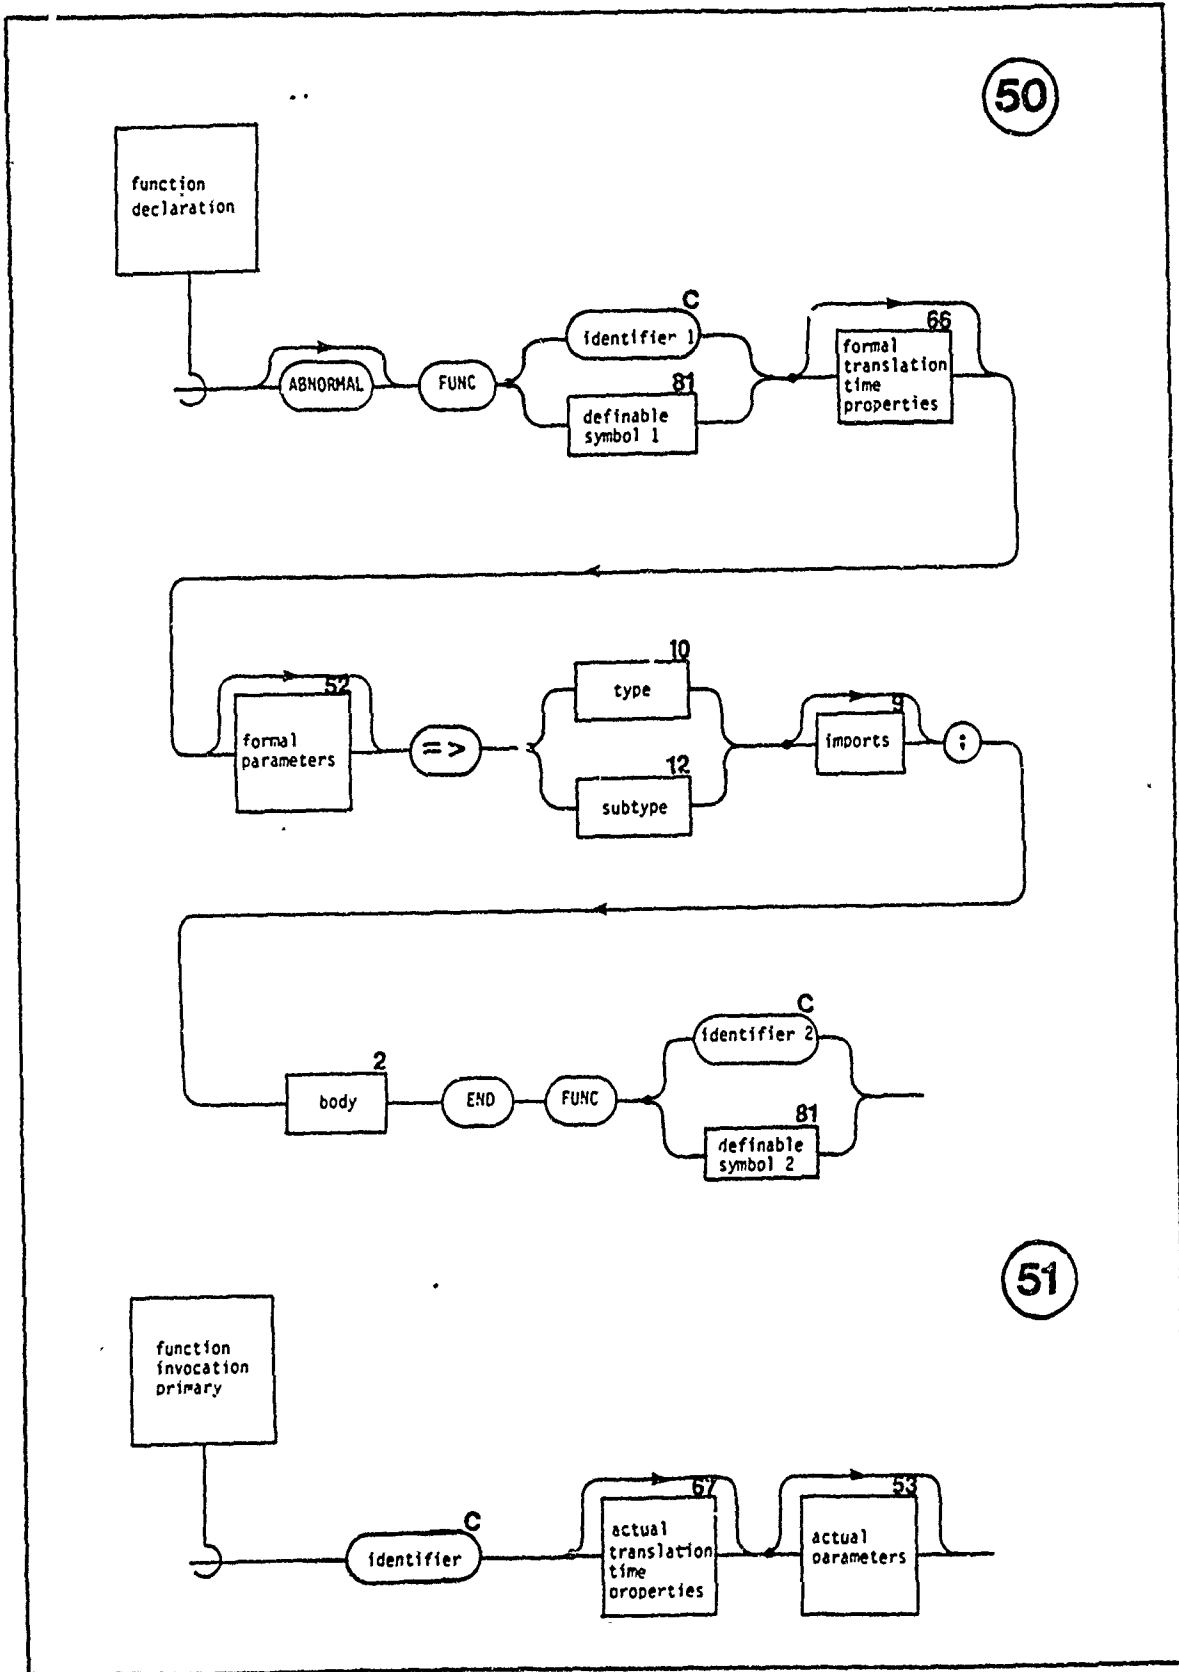 50
function
declaration
C
identifier 1
66
formal
translation
time
properties
ABNORMAL
FUNC
81
definable
symbol 1
10
type
52
formal
parameters
=>
9
imports
;
12
subtype
C
identifier 2
2
body
END
FUNC
81
definable
symbol 2
51
function
invocation
primary
C
identifier
67
actual
translation
time
properties
53
actual
parameters